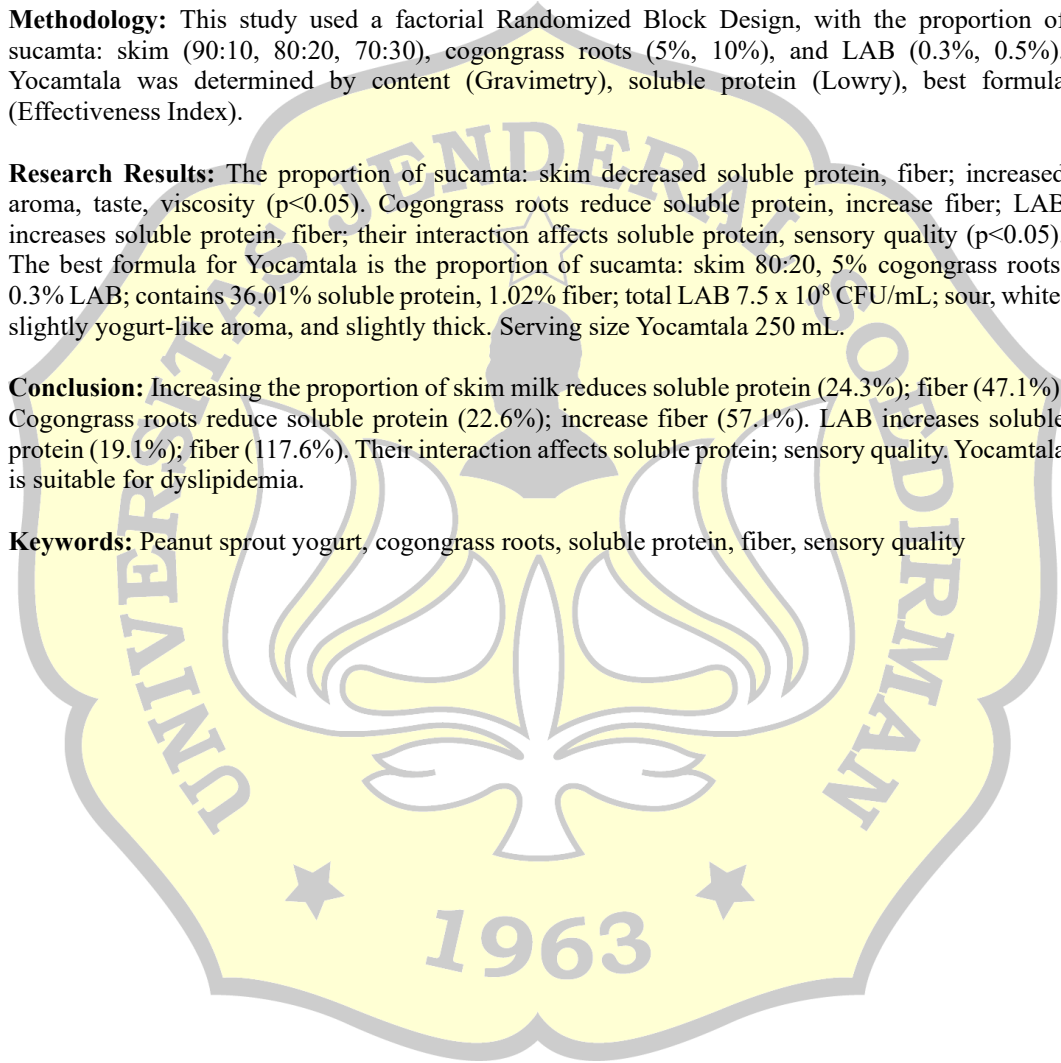 Methodology: This study used a factorial Randomized Block Design, with the proportion of
sucamta: skim (90:10, 80:20, 70:30), cogongrass roots (5%, 10%), and LAB (0.3%, 0.5%).
Yocamtala was determined by content (Gravimetry), soluble protein (Lowry), best formula
(Effectiveness Index).
Research Results: The proportion of sucamta: skim decreased soluble protein, fiber; increased
aroma, taste, viscosity (p<0.05). Cogongrass roots reduce soluble protein, increase fiber; LAB
increases soluble protein, fiber; their interaction affects soluble protein, sensory quality (p<0.05)
The best formula for Yocamtala is the proportion of sucamta: skim 80:20, 5% cogongrass roots
0.3% LAB; contains 36.01% soluble protein, 1.02% fiber; total LAB 7.5 x 10⁸ CFU/mL; sour, white
slightly yogurt-like aroma, and slightly thick. Serving size Yocamtala 250 mL.
Conclusion: Increasing the proportion of skim milk reduces soluble protein (24.3%); fiber (47.1%)
Cogongrass roots reduce soluble protein (22.6%); increase fiber (57.1%). LAB increases soluble
protein (19.1%); fiber (117.6%). Their interaction affects soluble protein; sensory quality. Yocamtala
is suitable for dyslipidemia.
Keywords: Peanut sprout yogurt, cogongrass roots, soluble protein, fiber, sensory quality
UNIVERSITAS JENDERAL SOEDIRMAN
1963